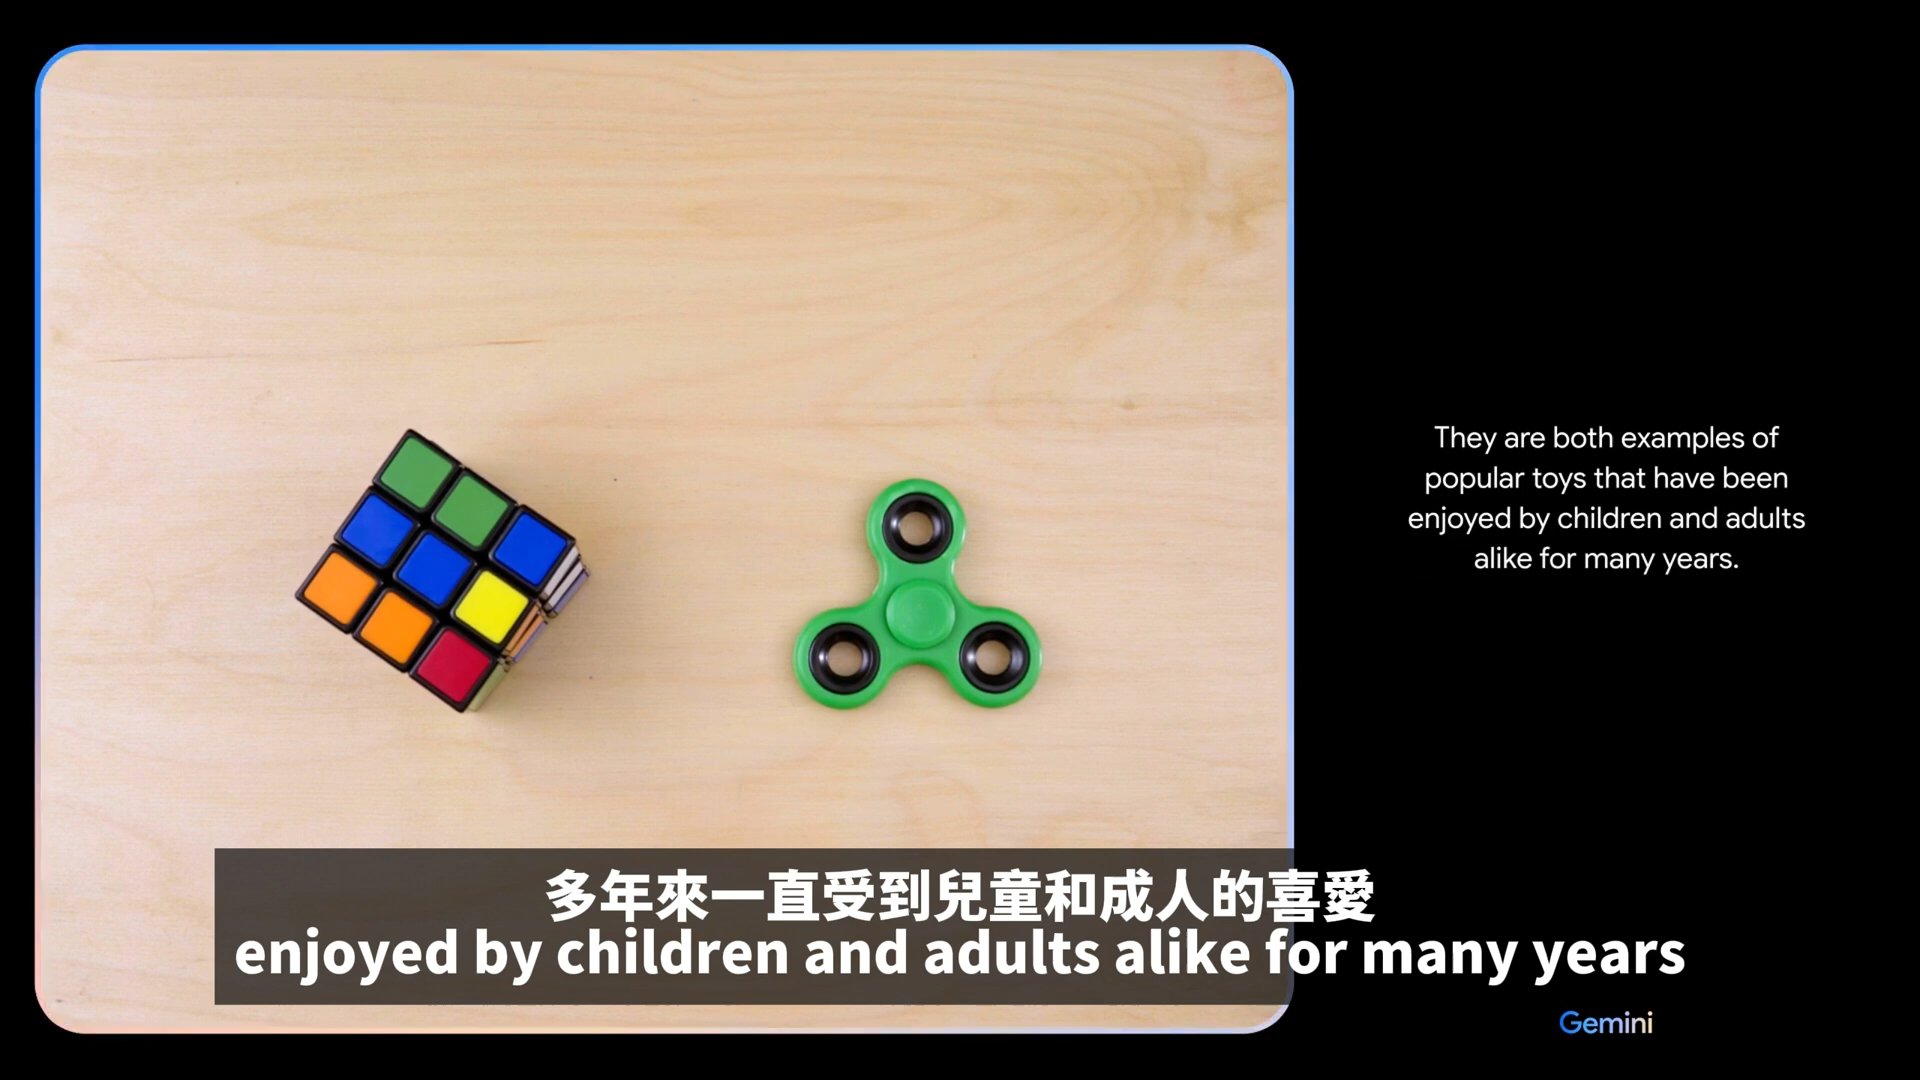 They are both examples of
popular toys that have been
enjoyed by children and adults
alike for many years.
多年來一直受到兒童和成人的喜愛
enjoyed by children and adults alike for many years
Gemini